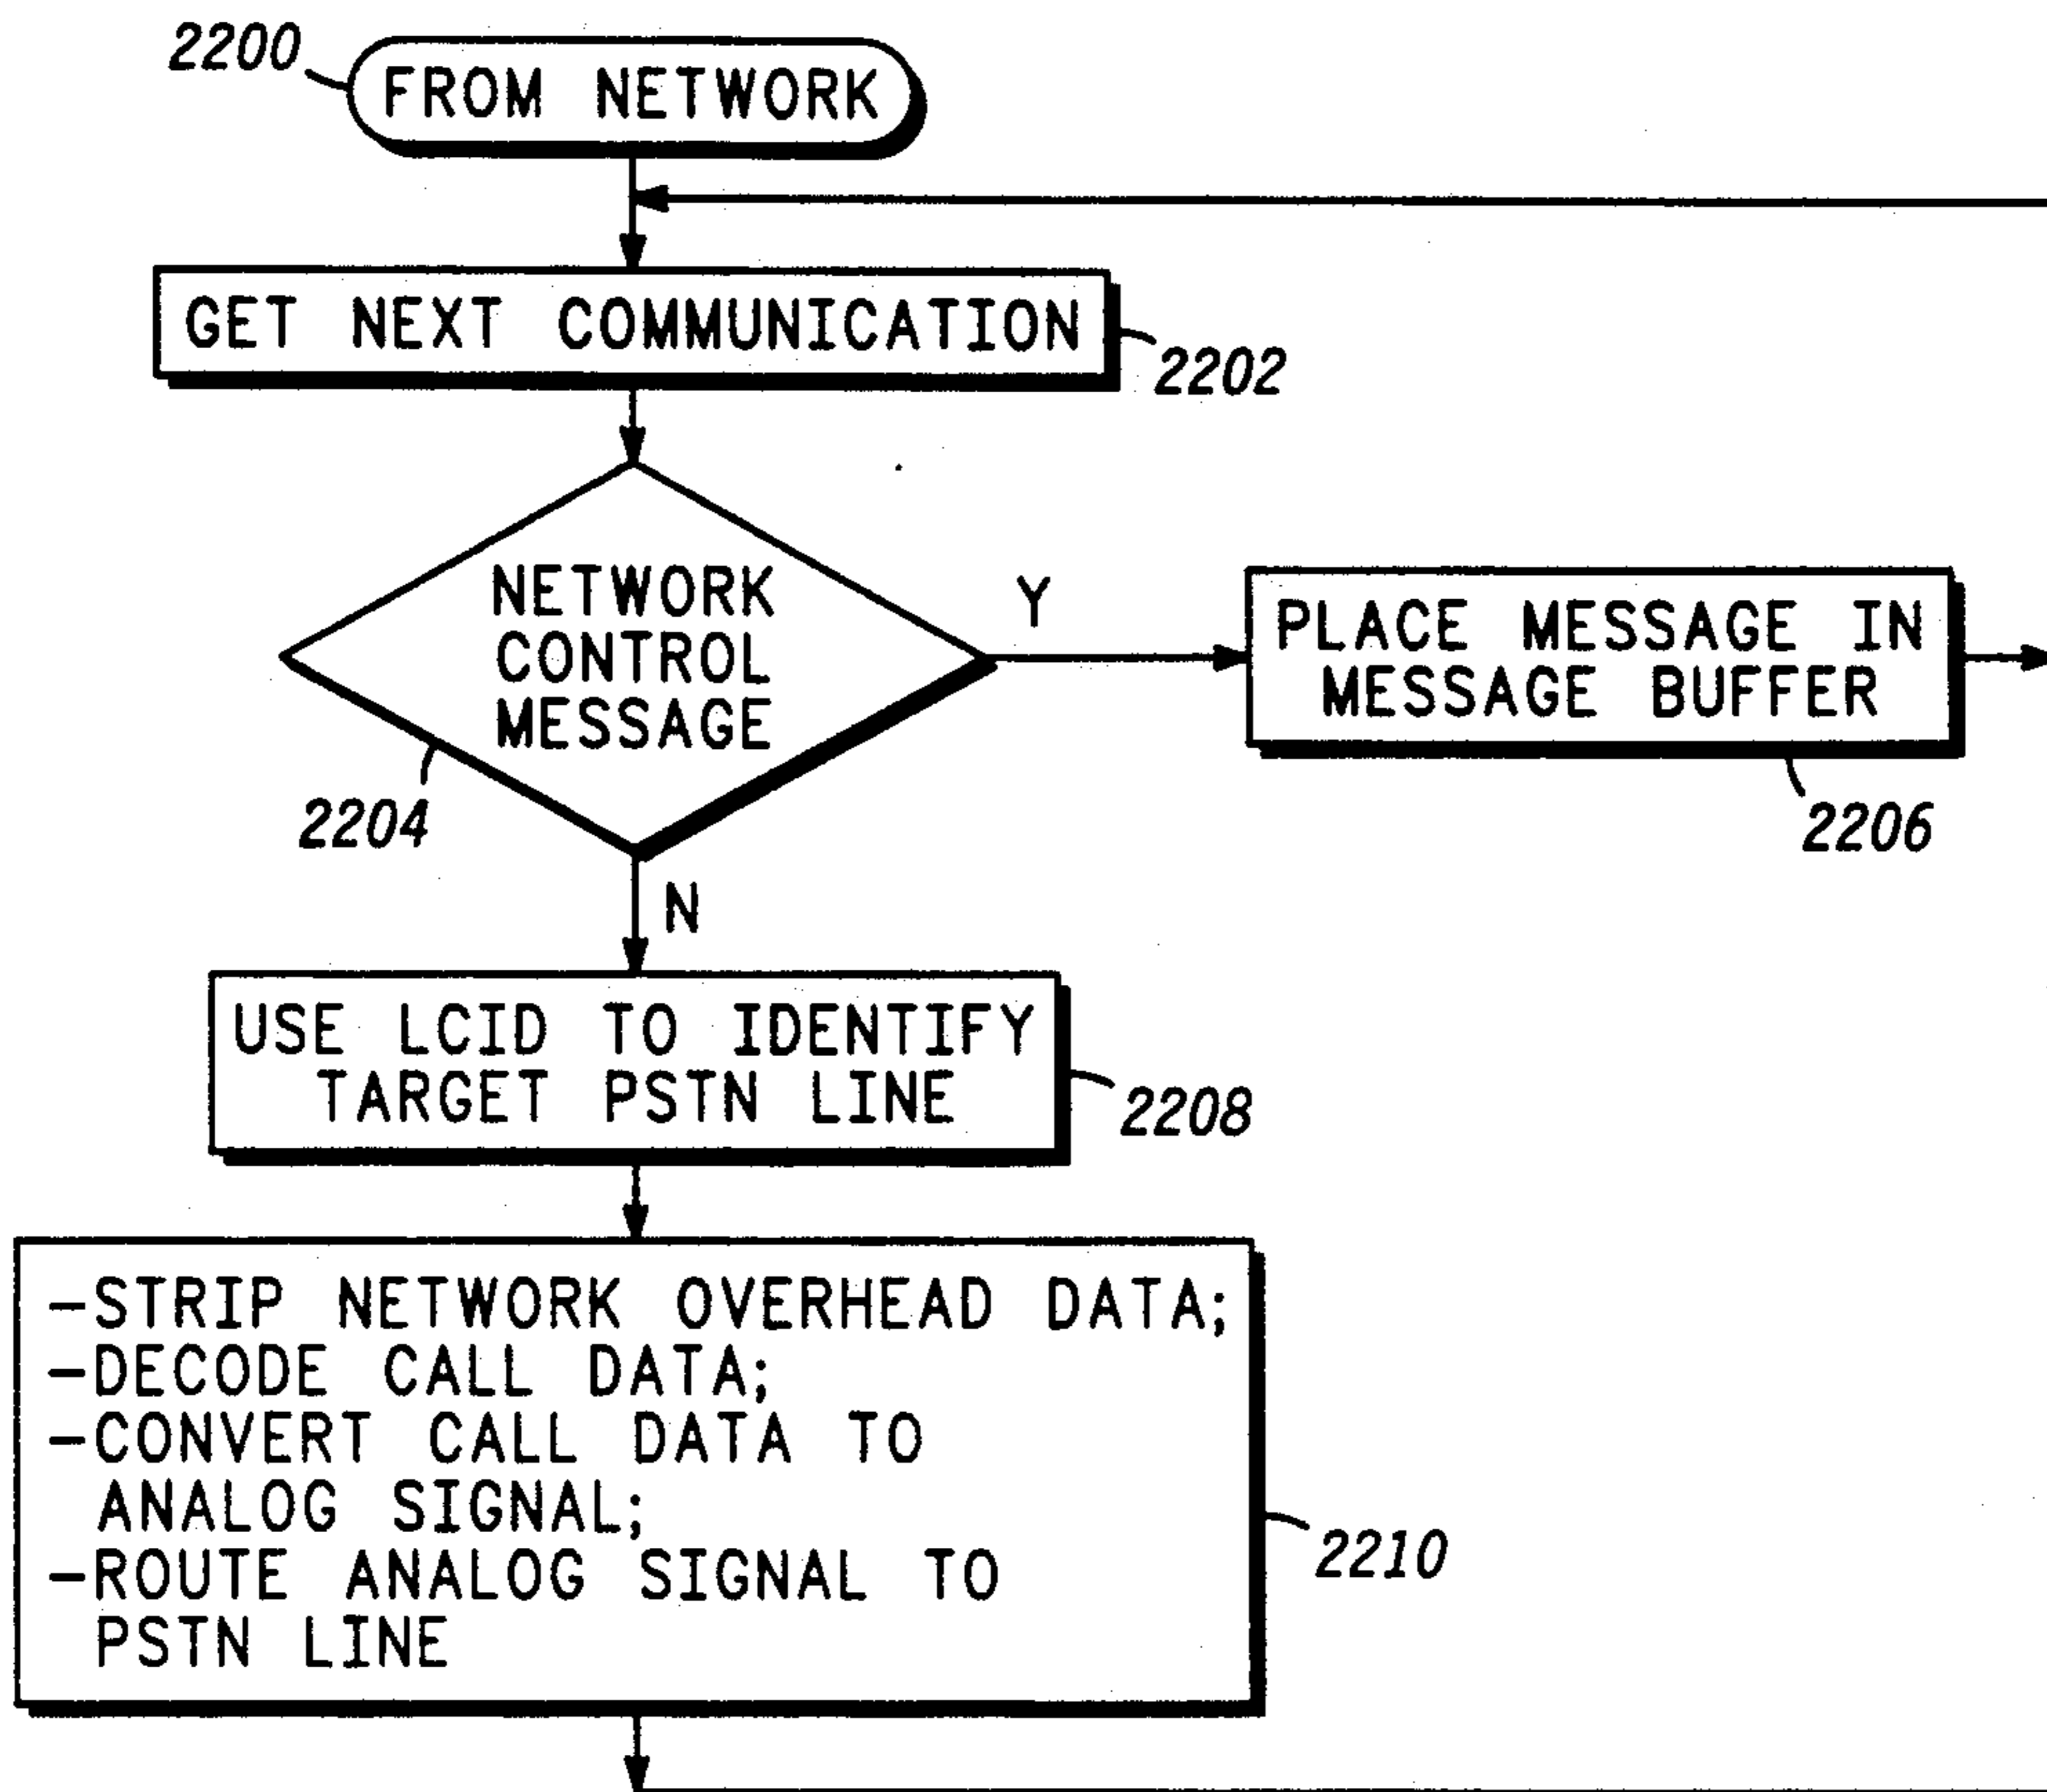 2200
FROM NETWORK
GET NEXT COMMUNICATION
2202
NETWORK
CONTROL
MESSAGE
Y
PLACE MESSAGE IN
MESSAGE BUFFER
2204
2206
N
USE LCID TO IDENTIFY
TARGET PSTN LINE
2208
-STRIP NETWORK OVERHEAD DATA;
-DECODE CALL DATA;
-CONVERT CALL DATA TO
ANALOG SIGNAL;
-ROUTE ANALOG SIGNAL TO
PSTN LINE
2210